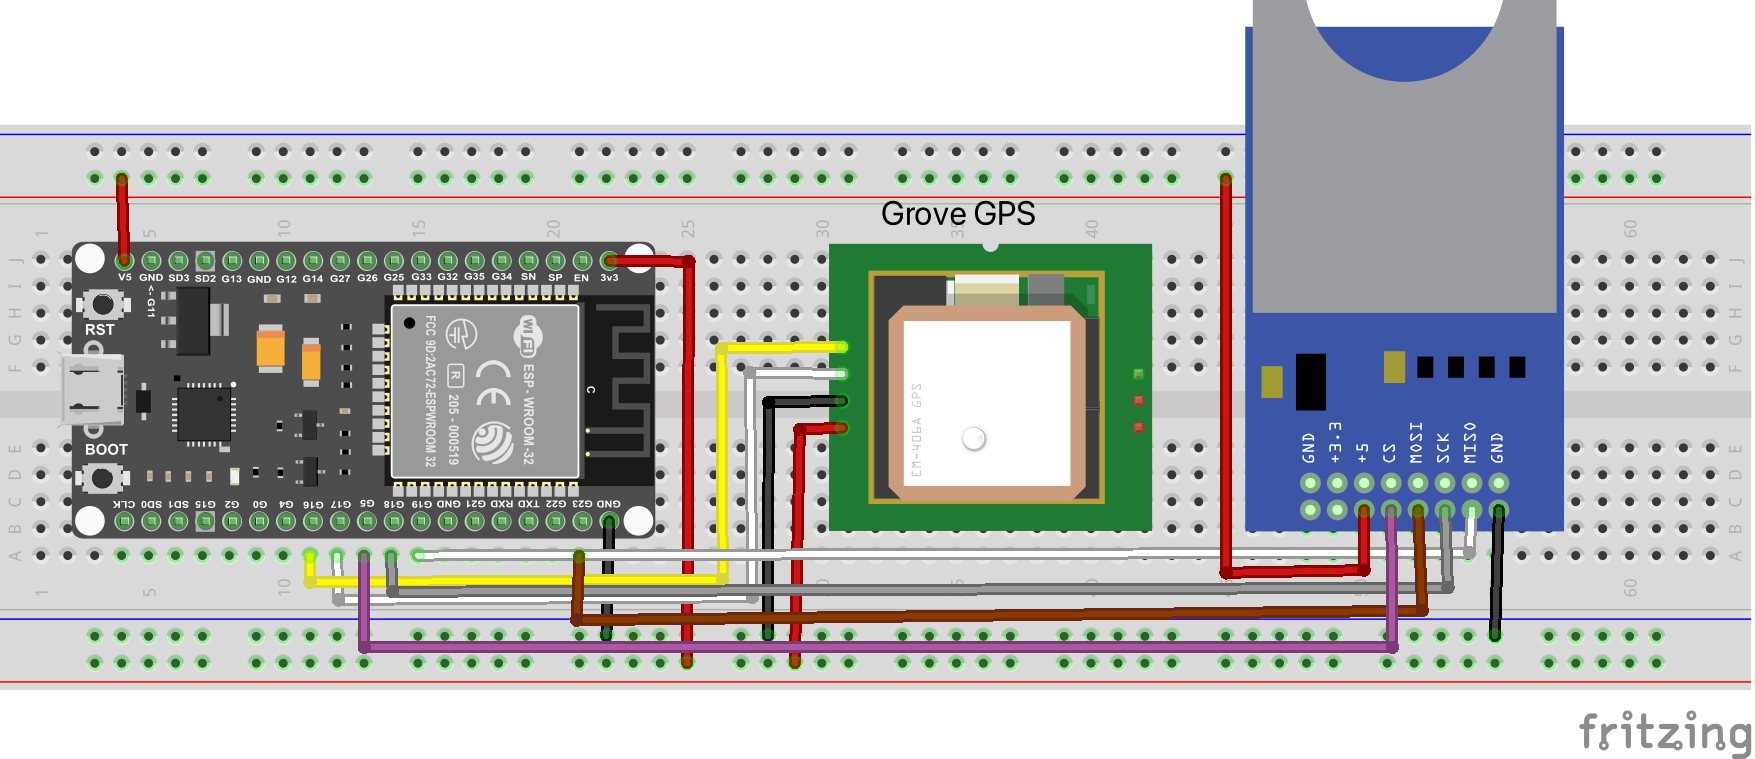 1
5
10
15
20
25
30
35
40
60
J
I
H
G
F
J
I
H
G
F
Grove GPS
V5 GND SD3 SD2 G13 GND G12 G14 G27 G26 G25 G33 G32 G35 G34 SN SP EN 3v3
<- G11
RST
BOOT
WiFi
FCC 9D:2AC72-ESPWROOM 32
R
205 - 000519
CE
ESP - WROOM -32
C
EM-406A GPS
GND
+3.3
+5
CS
MOSI
SCK
MISO
GND
CLK SD0 SD1 G15 G2 G0 G4 G16 G17 G5 G18 G19 GND G21 RXD TXD G22 G23 GND
E
D
C
B
A
E
D
C
B
A
1
5
10
60
fritzing